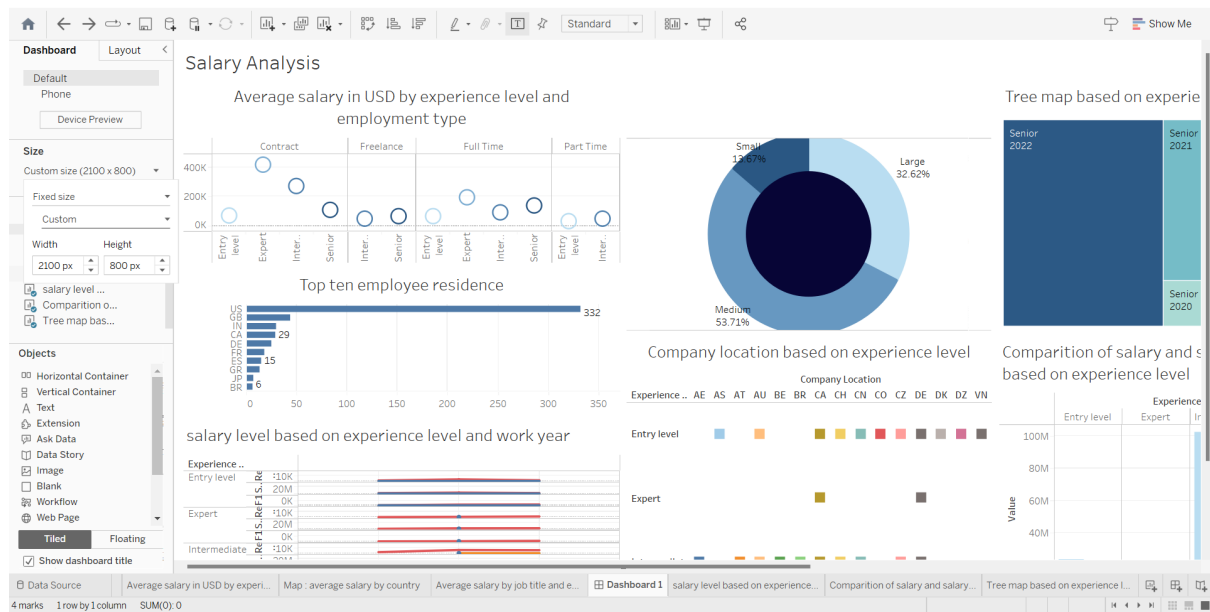 Standard
Show Me
Dashboard Layout
Default
Phone
Device Preview
Size
Custom size (2100 x 800)
Fixed size
Custom
Width Height
2100 px 800 px
salary level ...
Comparition o...
Tree map bas...
Objects
Horizontal Container
Vertical Container
Text
Extension
Ask Data
Data Story
Image
Blank
Workflow
Web Page
Tiled Floating
Show dashboard title
Salary Analysis
Average salary in USD by experience level and
employment type
Contract Freelance Full Time Part Time
400K
200K
0K
Entry level Expert Inter.. Senior Inter.. Senior Entry level Expert Inter.. Senior Entry level Inter..
Top ten employee residence
US 332
GB
IN
CA 29
DE
FR
ES 15
GR
JP
BR 6
0 50 100 150 200 250 300 350
salary level based on experience level and work year
Experience ..
Entry level
20M
0K
Expert
20M
0K
Intermediate
Small
13.67%
Large
32.62%
Medium
53.71%
Company location based on experience level
Company Location
Experience .. AE AS AT AU BE BR CA CH CN CO CZ DE DK DZ VN
Entry level
Expert
Tree map based on experie
Senior
2022
Senior
2021
Senior
2020
Comparition of salary and s
based on experience level
Experience
Entry level Expert In
100M
80M
60M
40M
Value
Data Source
Average salary in USD by experi...
Map : average salary by country
Average salary by job title and e...
Dashboard 1
salary level based on experience...
Comparition of salary and salary...
Tree map based on experience l...
4 marks 1 row by 1 column SUM(0): 0